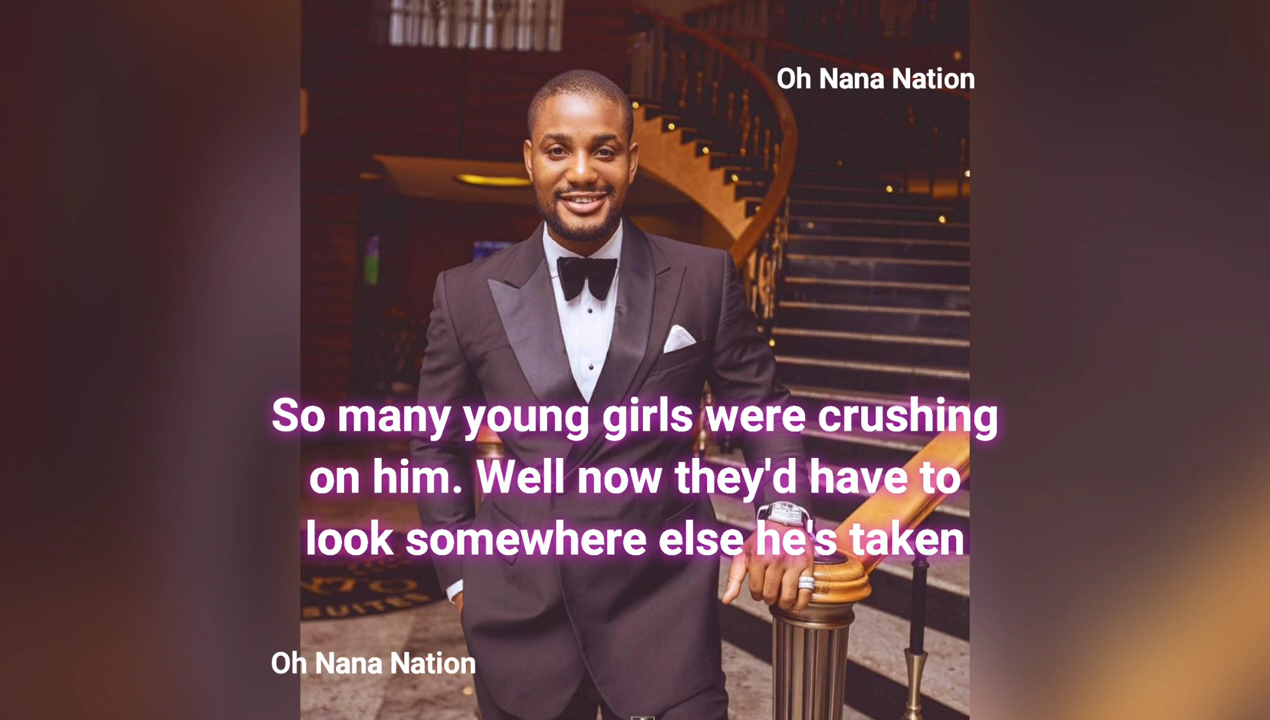 Oh Nana Nation
So many young girls were crushing
on him. Well now they'd have to
look somewhere else he's taken
SUITES
Oh Nana Nation